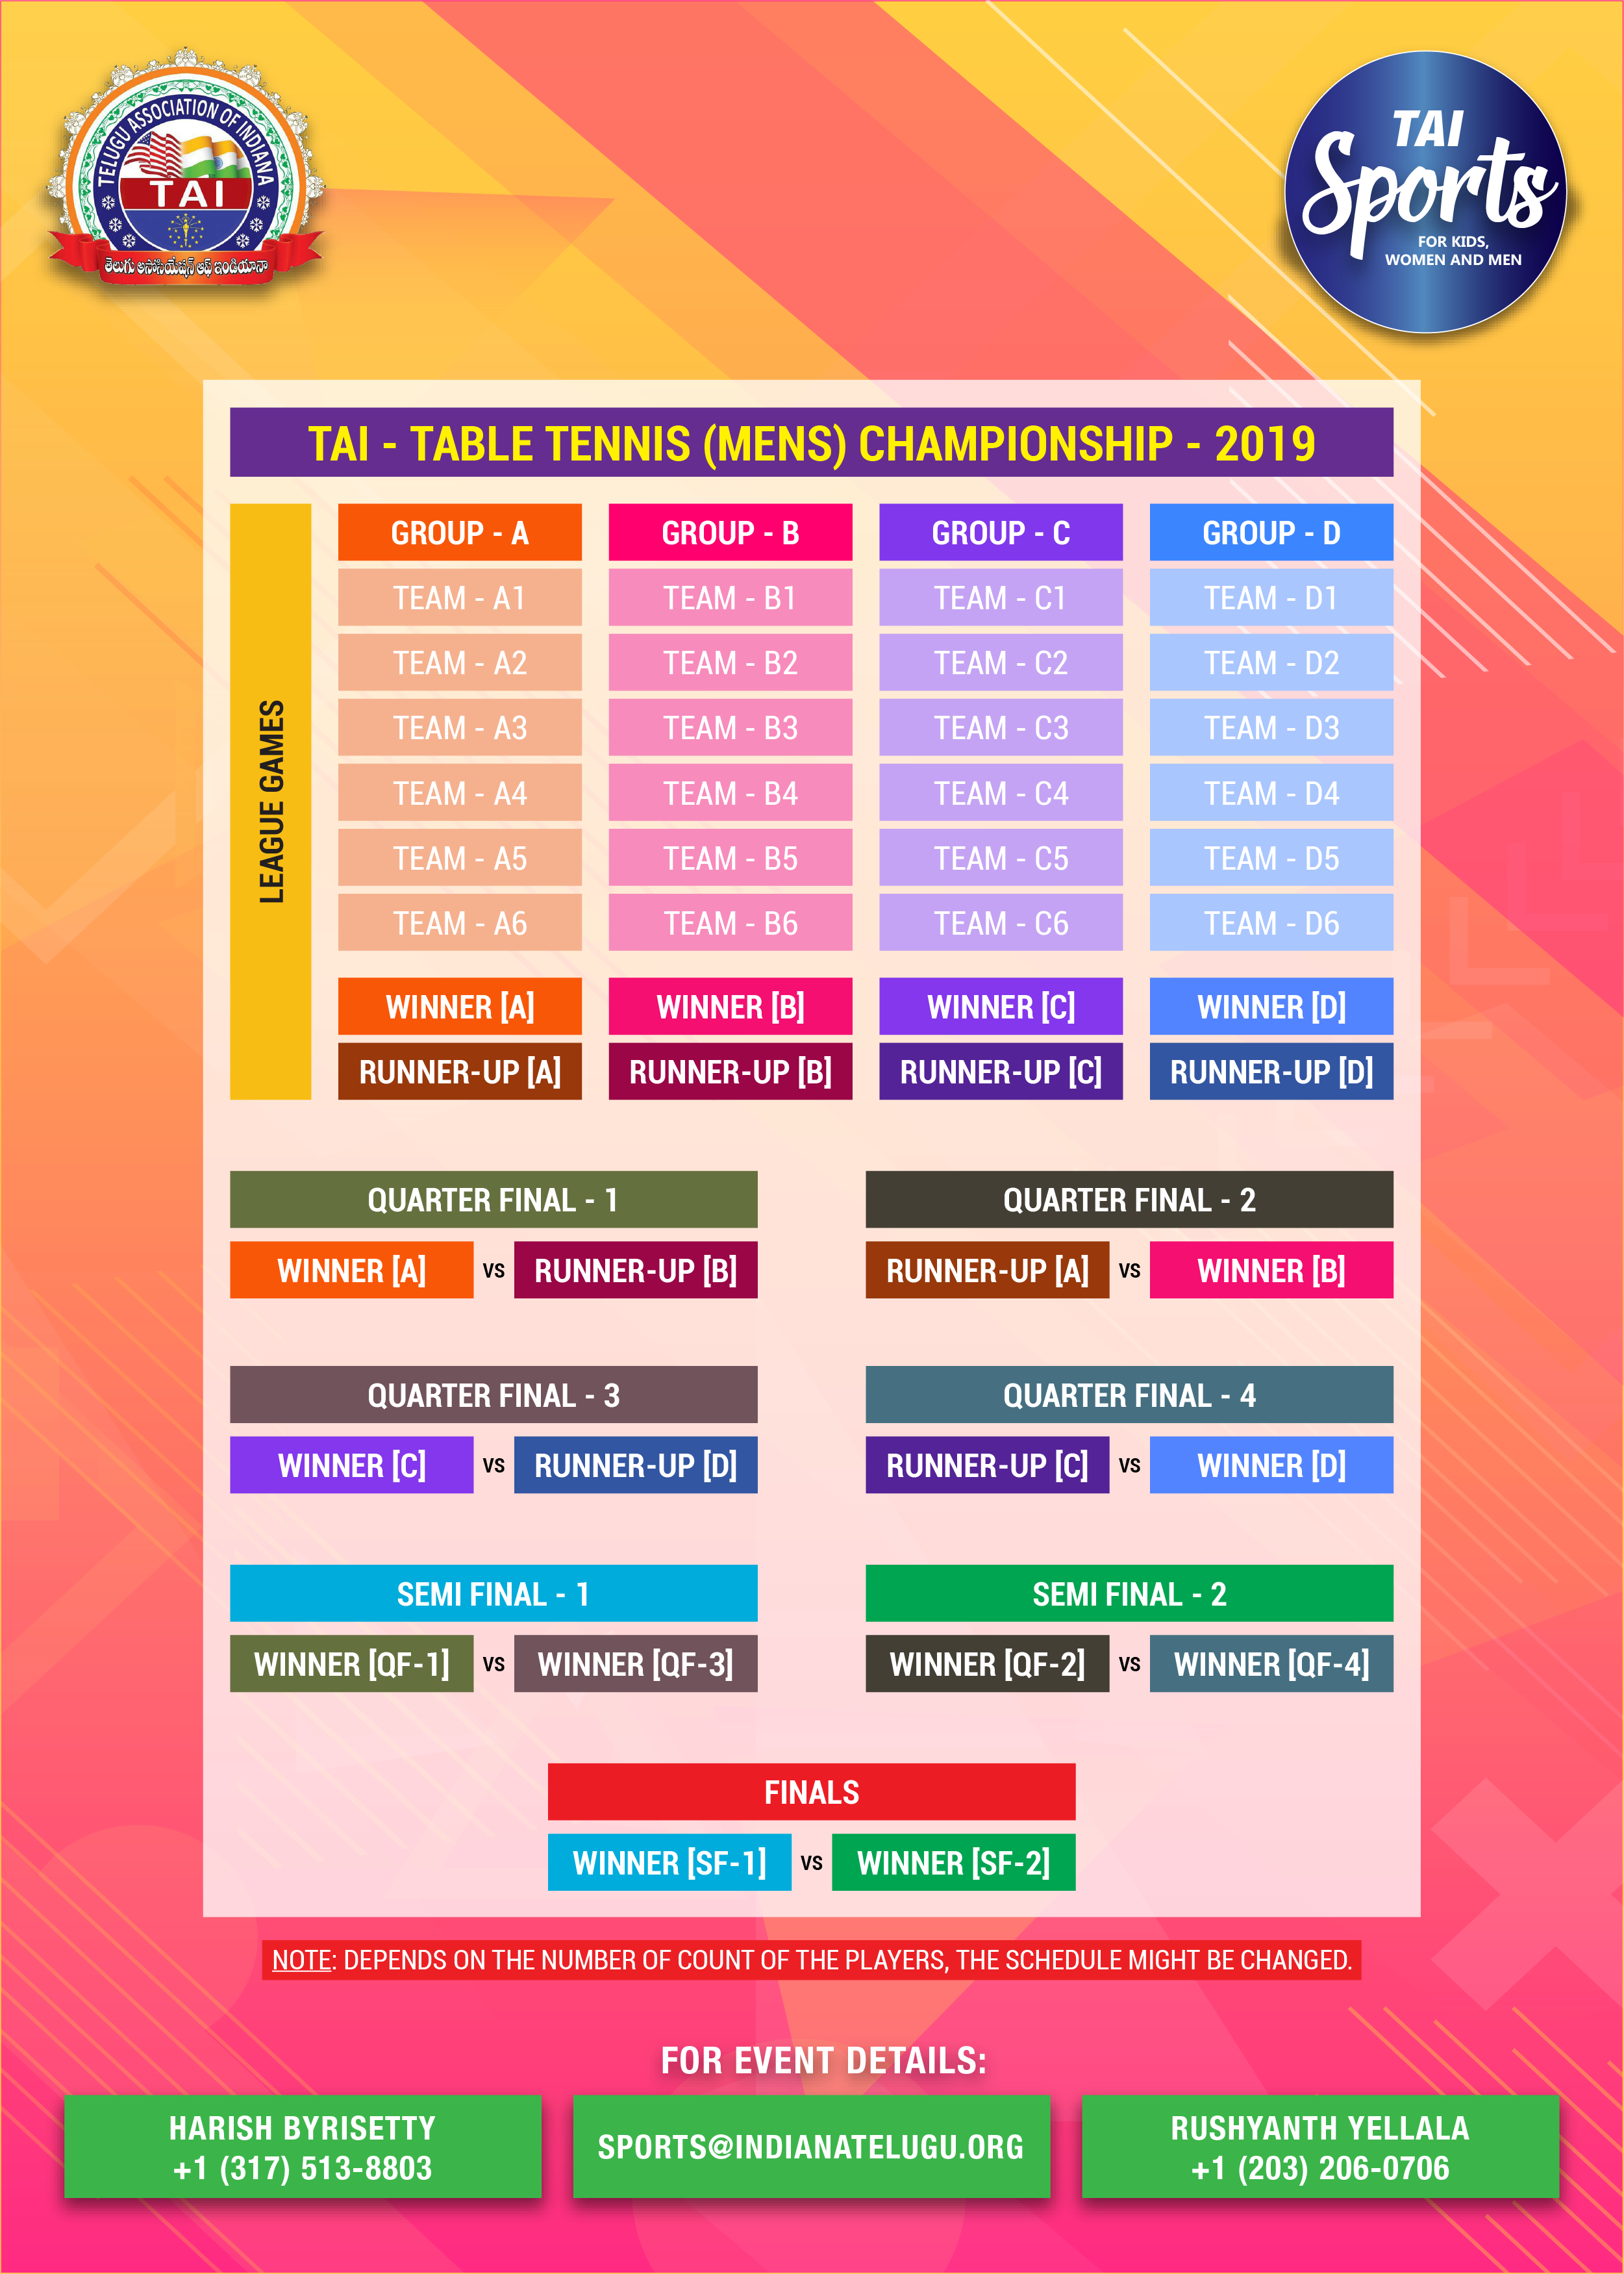 TELUGU ASSOCIATION OF INDIANA
TAI
తెలుగు అసోసియేషన్ ఆఫ్ ఇండియానా
TAI
Sports
FOR KIDS,
WOMEN AND MEN
TAI - TABLE TENNIS (MENS) CHAMPIONSHIP - 2019
LEAGUE GAMES
GROUP - A GROUP - B GROUP - C GROUP - D
TEAM - A1 TEAM - B1 TEAM - C1 TEAM - D1
TEAM - A2 TEAM - B2 TEAM - C2 TEAM - D2
TEAM - A3 TEAM - B3 TEAM - C3 TEAM - D3
TEAM - A4 TEAM - B4 TEAM - C4 TEAM - D4
TEAM - A5 TEAM - B5 TEAM - C5 TEAM - D5
TEAM - A6 TEAM - B6 TEAM - C6 TEAM - D6
WINNER [A] WINNER [B] WINNER [C] WINNER [D]
RUNNER-UP [A] RUNNER-UP [B] RUNNER-UP [C] RUNNER-UP [D]
QUARTER FINAL - 1
WINNER [A] VS RUNNER-UP [B]
QUARTER FINAL - 2
RUNNER-UP [A] VS WINNER [B]
QUARTER FINAL - 3
WINNER [C] VS RUNNER-UP [D]
QUARTER FINAL - 4
RUNNER-UP [C] VS WINNER [D]
SEMI FINAL - 1
WINNER [QF-1] VS WINNER [QF-3]
SEMI FINAL - 2
WINNER [QF-2] VS WINNER [QF-4]
FINALS
WINNER [SF-1] VS WINNER [SF-2]
NOTE: DEPENDS ON THE NUMBER OF COUNT OF THE PLAYERS, THE SCHEDULE MIGHT BE CHANGED.
FOR EVENT DETAILS:
HARISH BYRISETTY
+1 (317) 513-8803
SPORTS@INDIANATELUGU.ORG
RUSHYANTH YELLALA
+1 (203) 206-0706